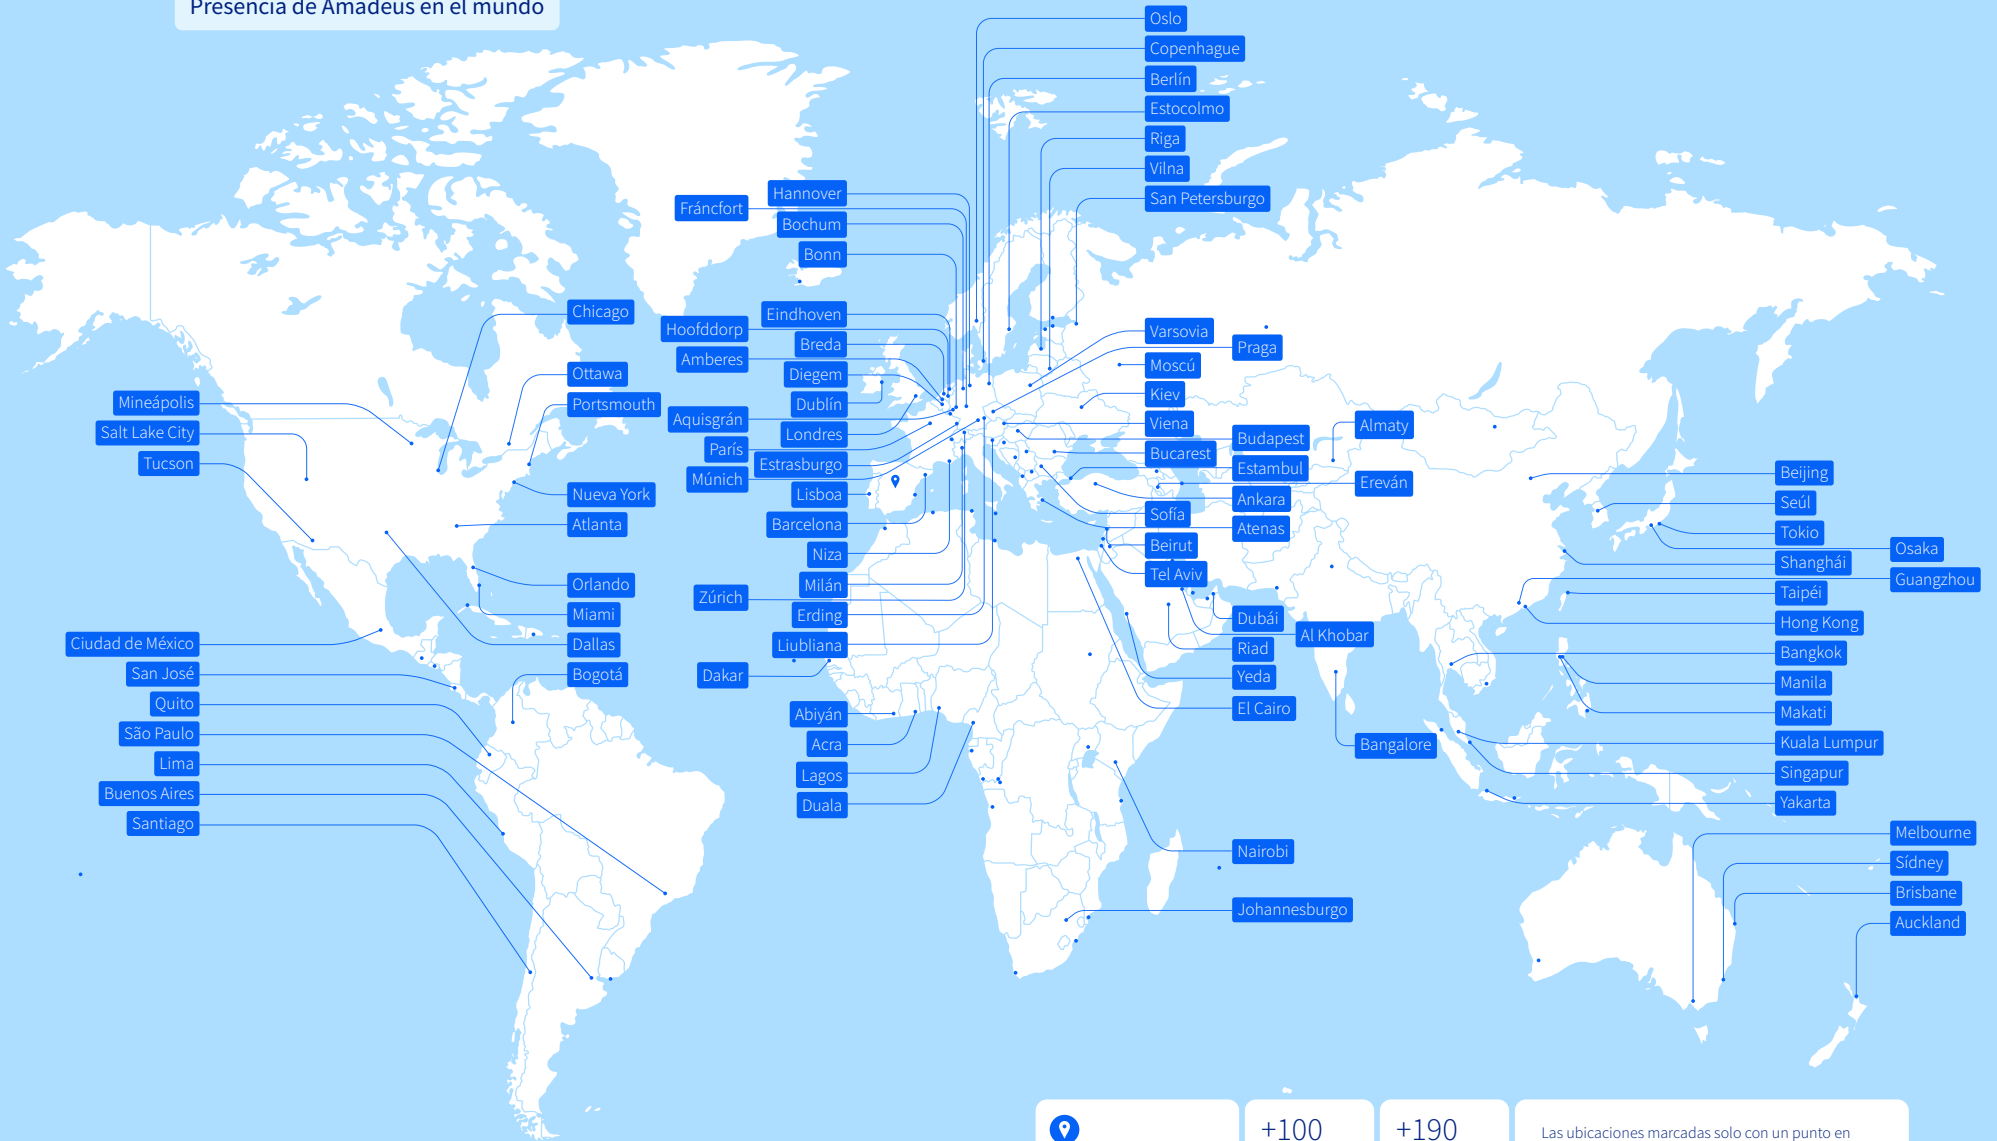 Presencia de Amadeus en el mundo
Oslo
Copenhague
Berlín
Estocolmo
Riga
Vilna
San Petersburgo
Hannover
Fráncfort
Bochum
Bonn
Eindhoven
Hoofddorp
Breda
Amberes
Diegem
Dublín
Aquisgrán
Londres
París
Estrasburgo
Múnich
Lisboa
Barcelona
Niza
Milán
Zúrich
Erding
Liubliana
Dakar
Abiyán
Acra
Lagos
Duala
Chicago
Ottawa
Portsmouth
Nueva York
Atlanta
Orlando
Miami
Dallas
Bogotá
Mineápolis
Salt Lake City
Tucson
Ciudad de México
San José
Quito
São Paulo
Lima
Buenos Aires
Santiago
Varsovia
Praga
Moscú
Kiev
Viena
Budapest
Bucarest
Estambul
Ankara
Sofía
Atenas
Beirut
Tel Aviv
Almaty
Ereván
Dubái
Al Khobar
Riad
Yeda
El Cairo
Bangalore
Nairobi
Johannesburgo
Beijing
Seúl
Tokio
Osaka
Shanghái
Guangzhou
Taipéi
Hong Kong
Bangkok
Manila
Makati
Kuala Lumpur
Singapur
Yakarta
Melbourne
Sídney
Brisbane
Auckland
+100
+190
Las ubicaciones marcadas solo con un punto en